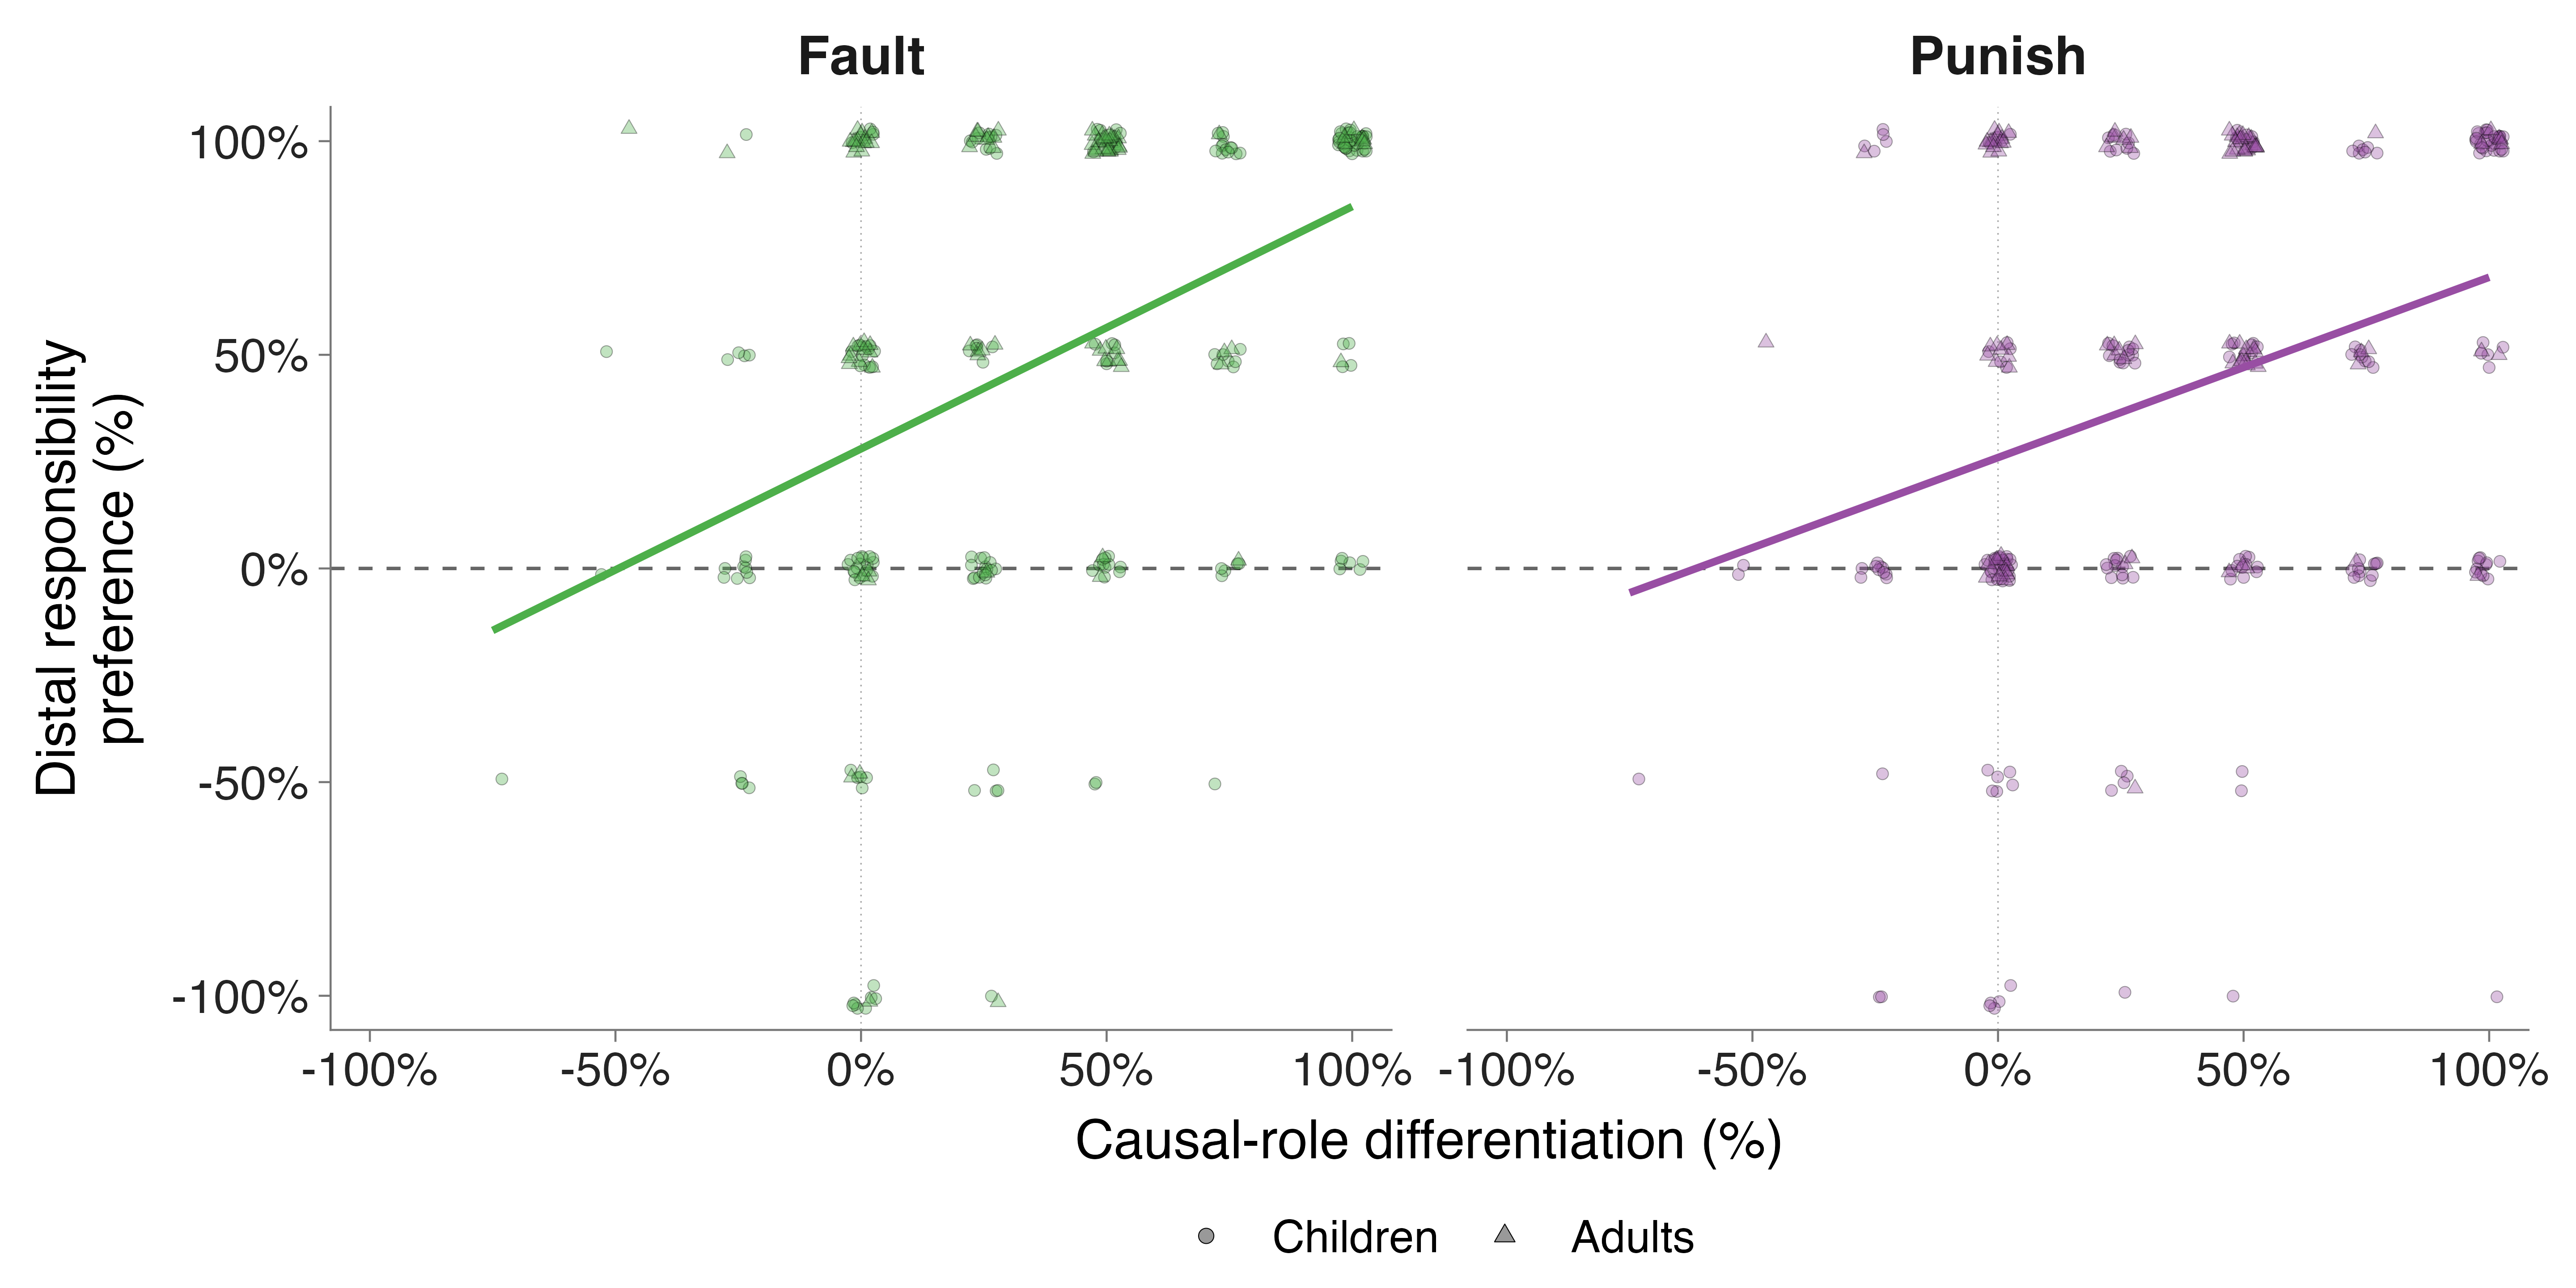 Fault
Punish
Distal responsibility
preference (%)
100%
50%
0%
-50%
-100%
-100%
-50%
0%
50%
100%
-100%
-50%
0%
50%
100%
Causal-role differentiation (%)
Children
Adults